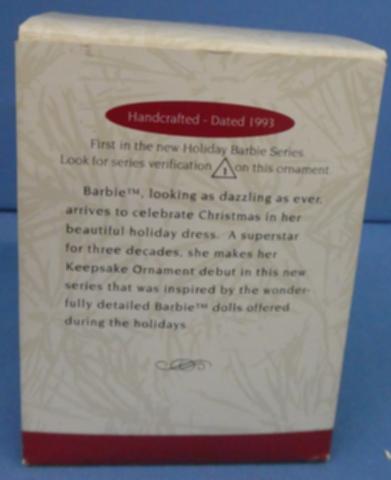 Handcrafted - Dated 1993
First in the new Holiday Barbie Series.
Look for series verification 1 on this ornament.
Barbie™, looking as dazzling as ever,
arrives to celebrate Christmas in her
beautiful holiday dress. A superstar
for three decades, she makes her
Keepsake Ornament debut in this new
series that was inspired by the wonder-
fully detailed Barbie™ dolls offered
during the holidays.